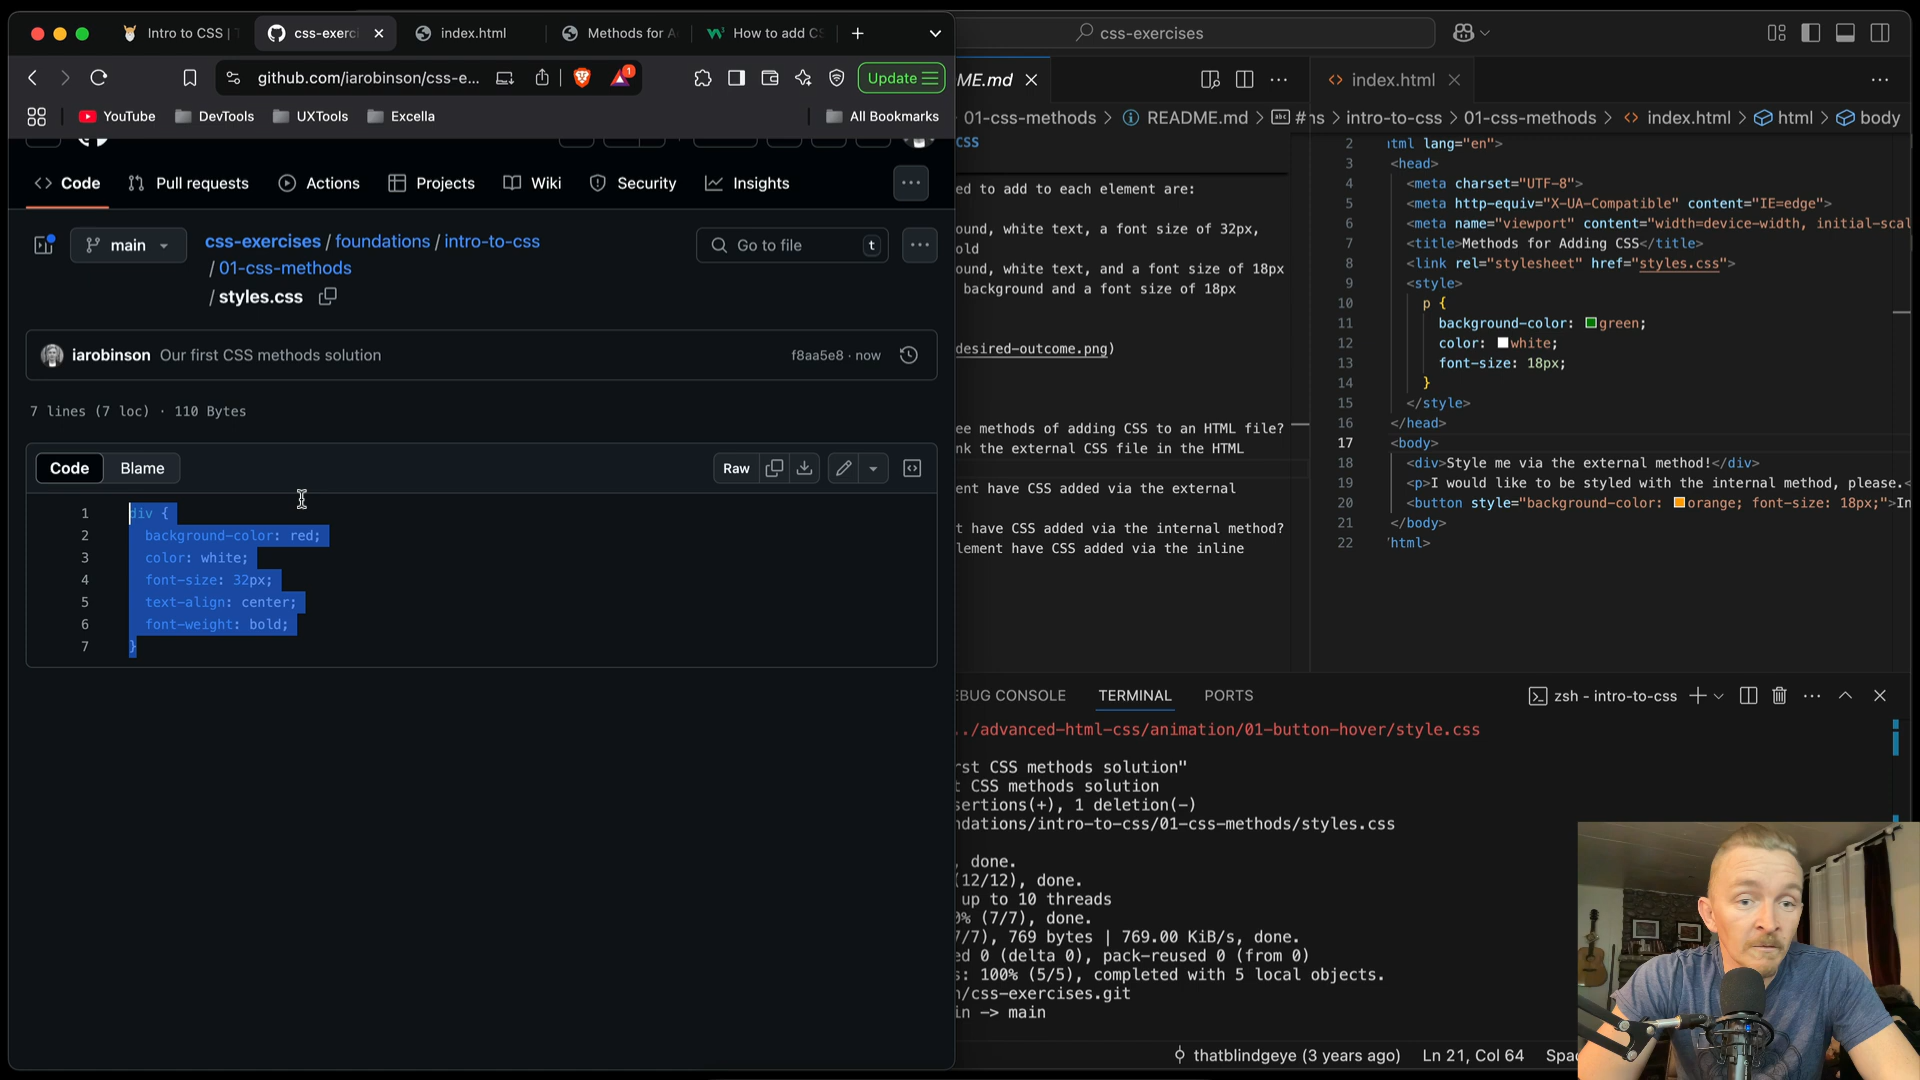 Intro to CSS |
css-exerci
index.html
Methods for A
How to add CS
github.com/iarobinson/css-e...
1
Update
YouTube
DevTools
UXTools
Excella
All Bookmarks
Code
Pull requests
Actions
Projects
Wiki
Security
Insights
main
css-exercises / foundations / intro-to-css
/ 01-css-methods
/ styles.css
Go to file
t
iarobinson Our first CSS methods solution
f8aa5e8 · now
7 lines (7 loc) · 110 Bytes
Code
Blame
Raw
1 div {
2 background-color: red;
3 color: white;
4 font-size: 32px;
5 text-align: center;
6 font-weight: bold;
7 }
css-exercises
ME.md
01-css-methods > README.md > #
css
ed to add to each element are:
ound, white text, a font size of 32px,
old
ound, white text, and a font size of 18px
background and a font size of 18px
desired-outcome.png)
ee methods of adding CSS to an HTML file?
nk the external CSS file in the HTML
ent have CSS added via the external
t have CSS added via the internal method?
lement have CSS added via the inline
index.html
ns > intro-to-css > 01-css-methods > index.html > html > body
2 html lang="en">
3 <head>
4 <meta charset="UTF-8">
5 <meta http-equiv="X-UA-Compatible" content="IE=edge">
6 <meta name="viewport" content="width=device-width, initial-scal
7 <title>Methods for Adding CSS</title>
8 <link rel="stylesheet" href="styles.css">
9 <style>
10 p {
11 background-color: green;
12 color: white;
13 font-size: 18px;
14 }
15 </style>
16 </head>
17 <body>
18 <div>Style me via the external method!</div>
19 <p>I would like to be styled with the internal method, please.<
20 <button style="background-color: orange; font-size: 18px;">In
21 </body>
22 html>
EBUG CONSOLE
TERMINAL
PORTS
zsh - intro-to-css
../advanced-html-css/animation/01-button-hover/style.css
rst CSS methods solution"
t CSS methods solution
sertions(+), 1 deletion(-)
ndations/intro-to-css/01-css-methods/styles.css
, done.
(12/12), done.
up to 10 threads
0% (7/7), done.
7/7), 769 bytes | 769.00 KiB/s, done.
ed 0 (delta 0), pack-reused 0 (from 0)
s: 100% (5/5), completed with 5 local objects.
n/css-exercises.git
in -> main
thatblindgeye (3 years ago)
Ln 21, Col 64
Spa